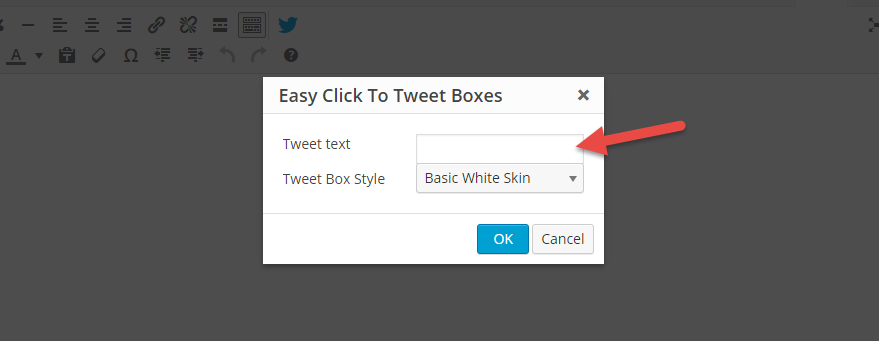 A
T
Ω
?
Easy Click To Tweet Boxes ×
Tweet text
Tweet Box Style Basic White Skin
OK Cancel